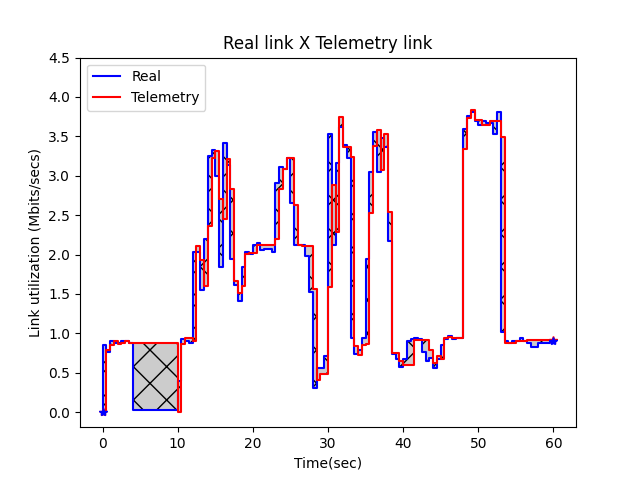 Real link X Telemetry link
Real
Telemetry
Link utilization (Mbits/secs)
4.5
4.0
3.5
3.0
2.5
2.0
1.5
1.0
0.5
0.0
0 10 20 30 40 50 60
Time(sec)